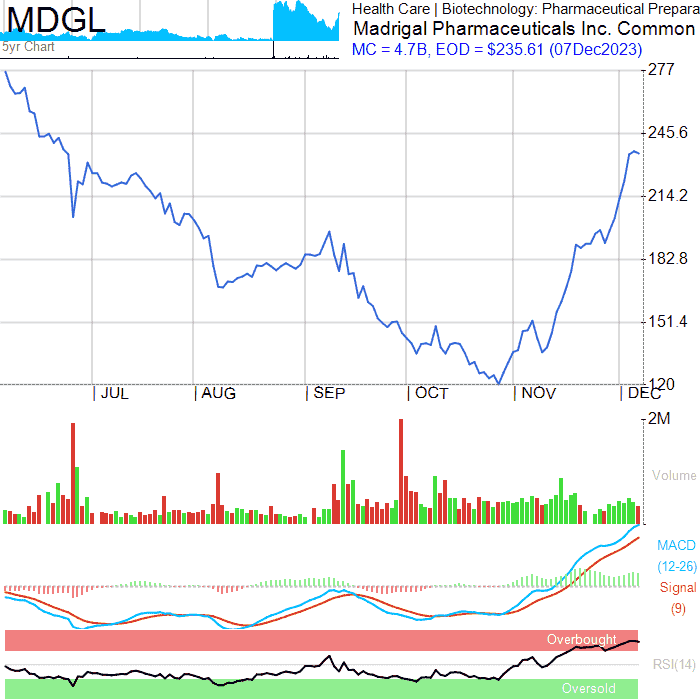 MDGL
5yr Chart
Health Care | Biotechnology: Pharmaceutical Prepara
Madrigal Pharmaceuticals Inc. Common
MC = 4.7B, EOD = $235.61 (07Dec2023)
277
245.6
214.2
182.8
151.4
120
JUL
AUG
SEP
OCT
NOV
DEC
2M
Volume
MACD
(12-26)
Signal
(9)
Overbought
RSI(14)
Oversold